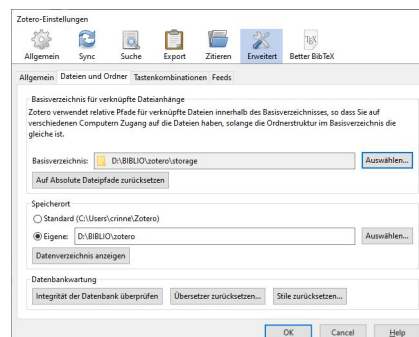 Zotero-Einstellungen
Allgemein Sync Suche Export Zitieren Erweitert Better BibTeX
Allgemein Dateien und Ordner Tastenkombinationen Feeds
Basisverzeichnis für verknüpfte Dateianhänge
Zotero verwendet relative Pfade für verknüpfte Dateien innerhalb des Basisverzeichnisses, so dass Sie auf
verschiedenen Computern Zugang auf die Dateien haben, solange die Ordnerstruktur im Basisverzeichnis die
gleiche ist.
Basisverzeichnis: D:\BIBLIO\zotero\storage Auswählen...
Auf Absolute Dateipfade zurücksetzen
Speicherort
Standard (C:\Users\crinne\Zotero)
Eigene: D:\BIBLIO\zotero Auswählen...
Datenverzeichnis anzeigen
Datenbankwartung
Integrität der Datenbank überprüfen Übersetzer zurücksetzen... Stile zurücksetzen...
OK Cancel Help